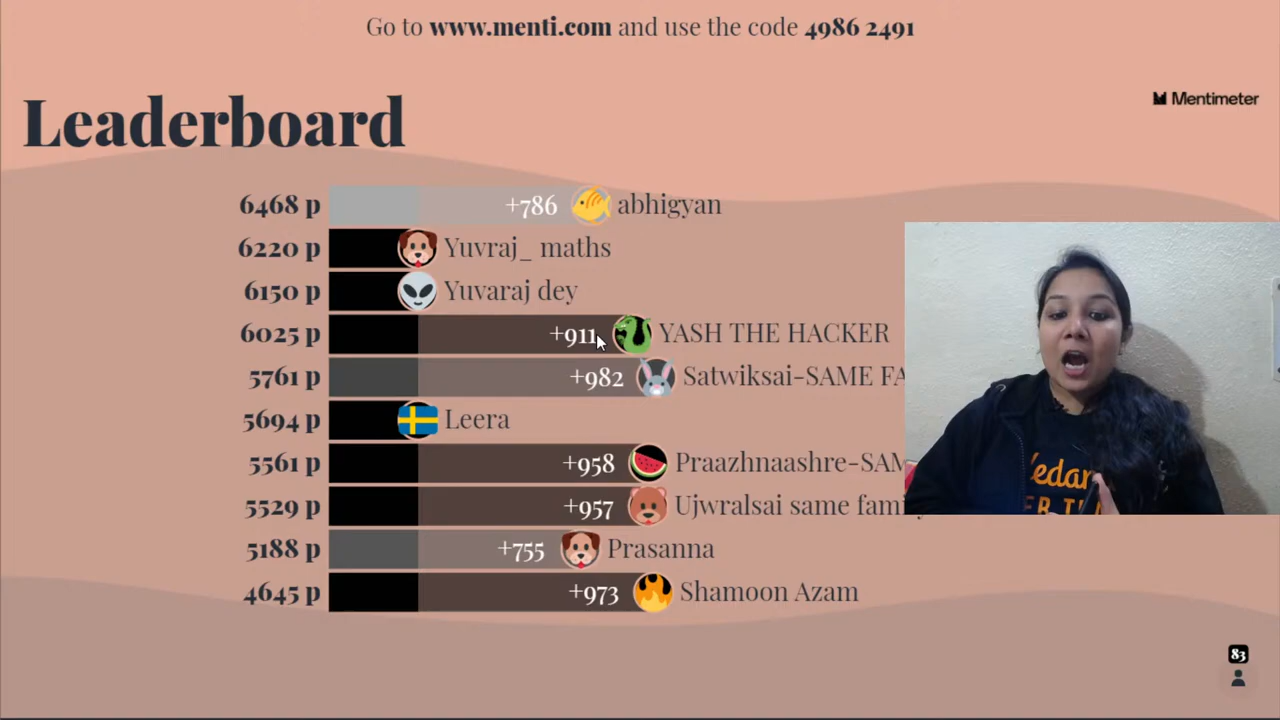 Go to www.menti.com and use the code 4986 2491
Mentimeter
Leaderboard
6468 p +786 abhigyan
6220 p Yuvraj_ maths
6150 p Yuvaraj dey
6025 p +911 YASH THE HACKER
5761 p +982 Satwiksai-SAME FA
5694 p Leera
5561 p +958 Praazhnaashre-SAM
5529 p +957 Ujwralsai same family
5188 p +755 Prasanna
4645 p +973 Shamoon Azam
83